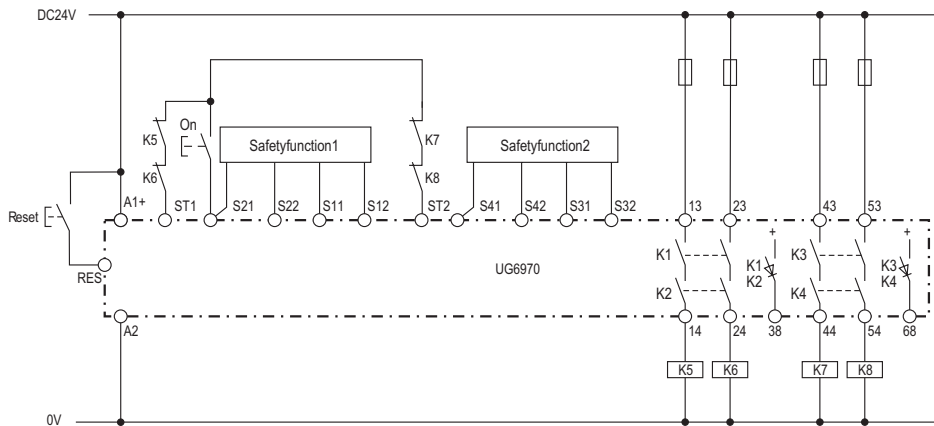 DC24V
On
K5
K7
Safetyfunction1
Safetyfunction2
K6
K8
A1+
ST1
S21
S22
S11
S12
ST2
S41
S42
S31
S32
13
23
43
53
Reset
+
+
K1
K3
K1
K2
K3
K4
RES
UG6970
K2
K4
A2
14
24
38
44
54
68
K5
K6
K7
K8
0V